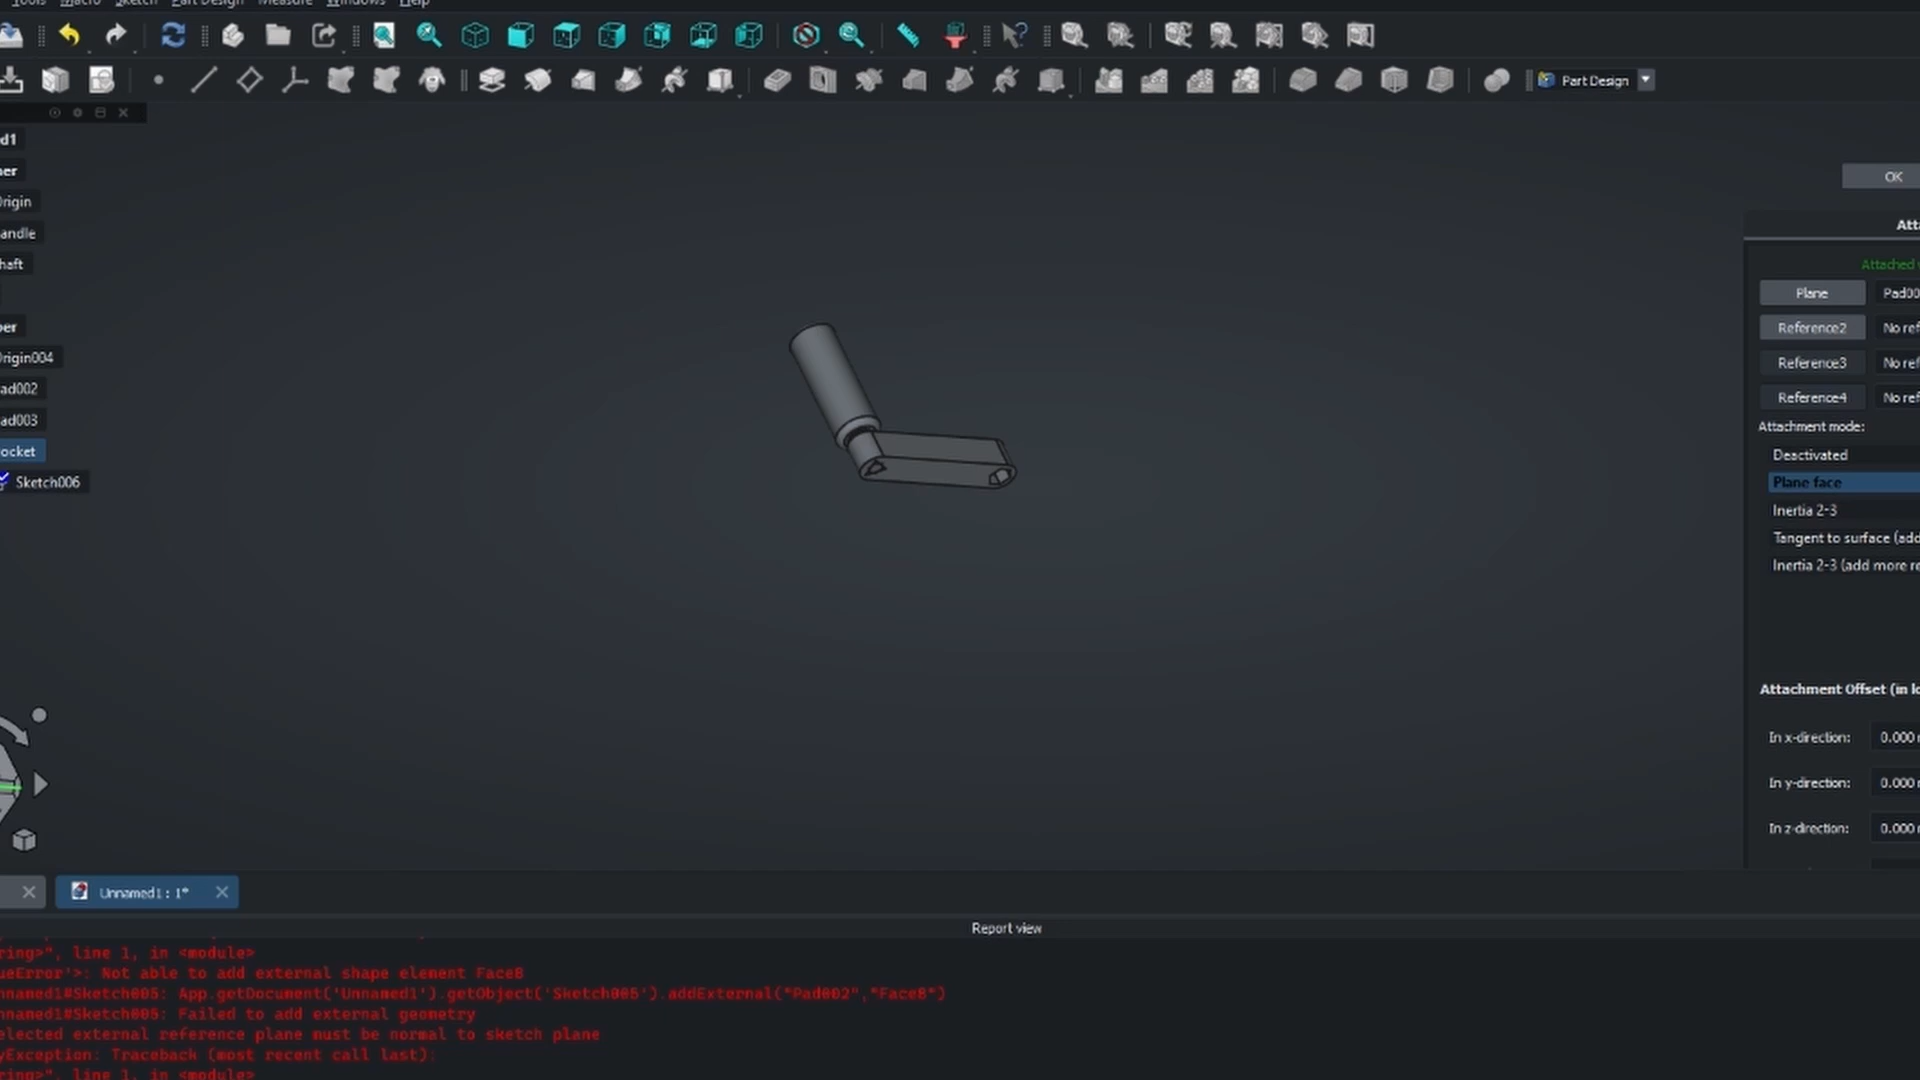 Tools Macro Sketch Part Design Measure Windows Help
Part Design
d1
er
Origin
andle
haft
er
Origin004
ad002
ad003
ocket
Sketch006
OK
Atta
Attached
Plane Pad00
Reference2 No ref
Reference3 No ref
Reference4 No ref
Attachment mode:
Deactivated
Plane face
Inertia 2-3
Tangent to surface (add
Inertia 2-3 (add more re
Attachment Offset (in lo
In x-direction: 0.000
In y-direction: 0.000
In z-direction: 0.000
Unnamed1 : 1*
Report view
ring>", line 1, in <module>
ueError'>: Not able to add external shape element Face8
nnamed1#Sketch005: App.getDocument('Unnamed1').getObject('Sketch005').addExternal("Pad002","Face8")
nnamed1#Sketch005: Failed to add external geometry
elected external reference plane must be normal to sketch plane
yException: Traceback (most recent call last):
ring>", line 1, in <module>